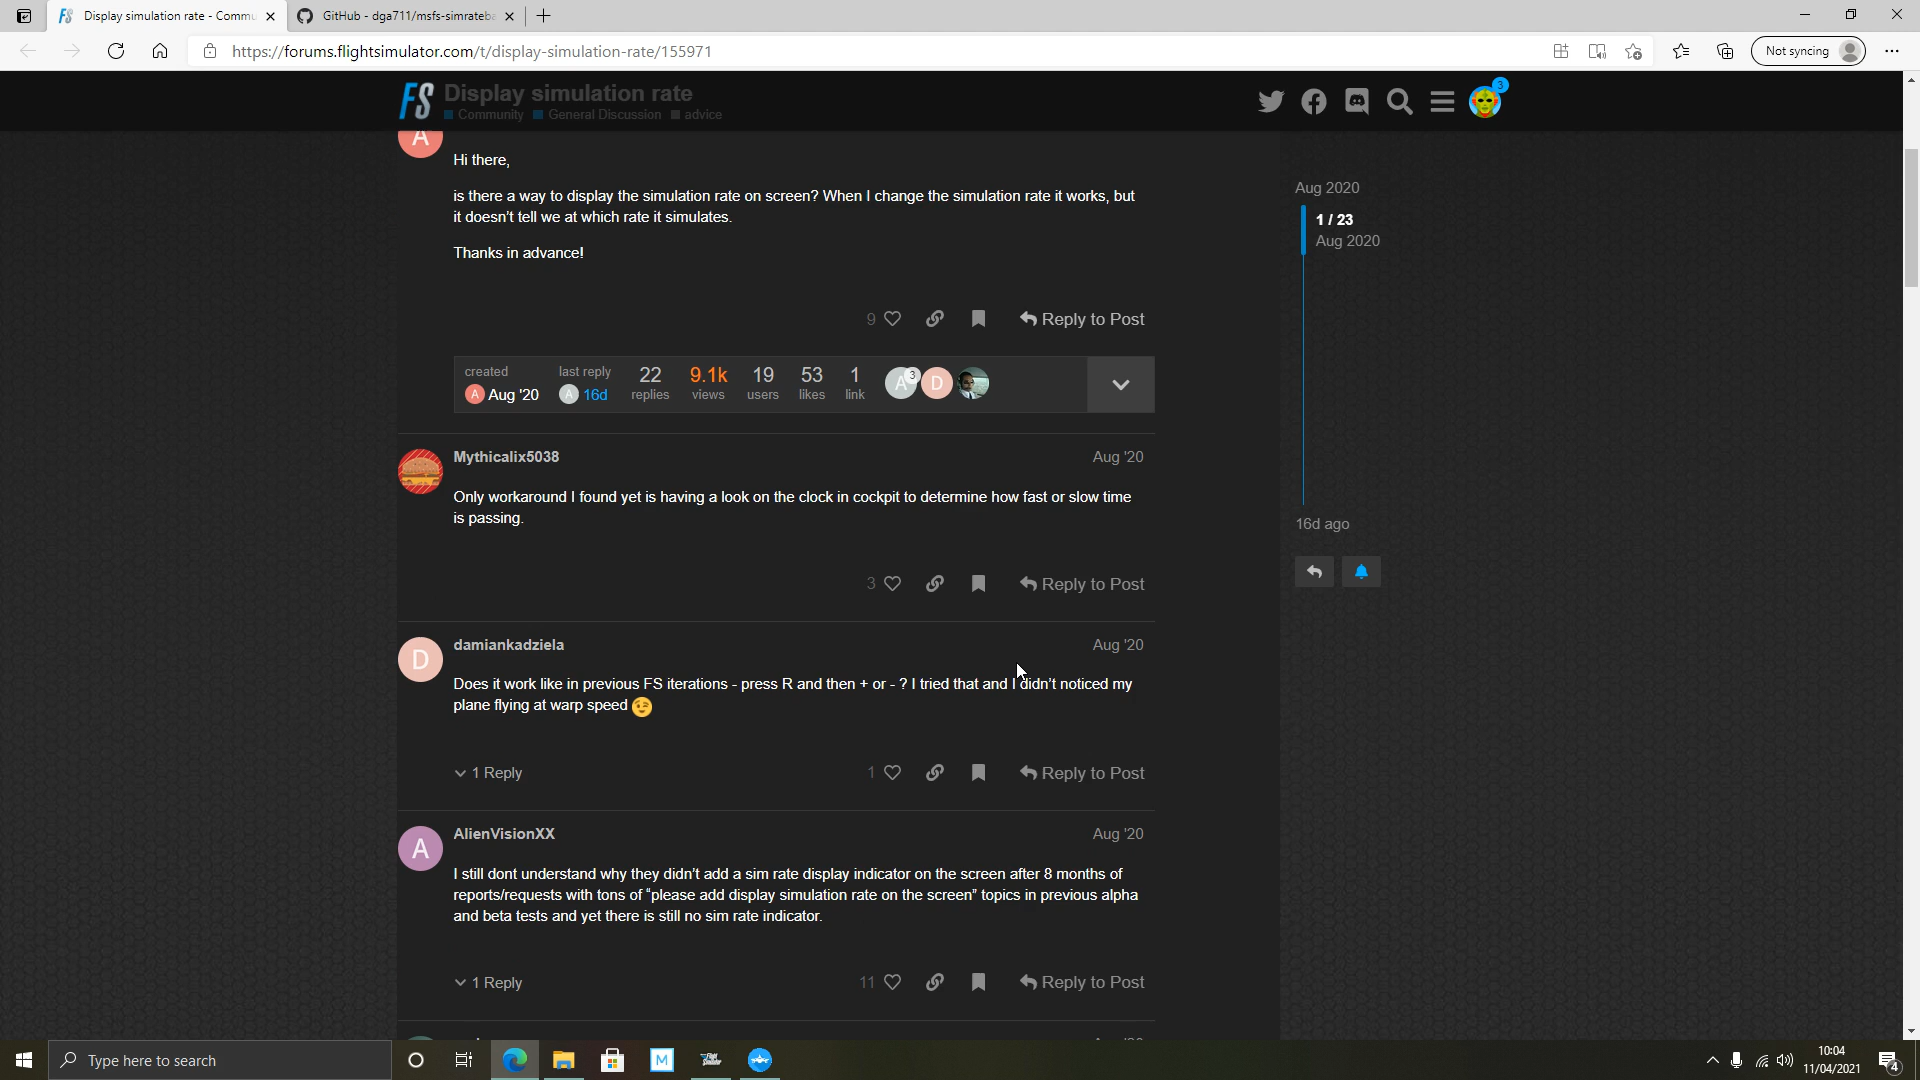 Display simulation rate - Commu
GitHub - dga711/msfs-simrateba
https://forums.flightsimulator.com/t/display-simulation-rate/155971
Not syncing
FS
Display simulation rate
Community
General Discussion
advice
3
A
Hi there,
is there a way to display the simulation rate on screen? When I change the simulation rate it works, but
it doesn't tell we at which rate it simulates.
Thanks in advance!
9
Reply to Post
created
A Aug '20
last reply
A 16d
22
replies
9.1k
views
19
users
53
likes
1
link
A 3
D
Aug 2020
1 / 23
Aug 2020
16d ago
Mythicalix5038
Aug '20
Only workaround I found yet is having a look on the clock in cockpit to determine how fast or slow time
is passing.
3
Reply to Post
D
damiankadziela
Aug '20
Does it work like in previous FS iterations - press R and then + or - ? I tried that and I didn't noticed my
plane flying at warp speed
1 Reply
1
Reply to Post
A
AlienVisionXX
Aug '20
I still dont understand why they didn't add a sim rate display indicator on the screen after 8 months of
reports/requests with tons of “please add display simulation rate on the screen” topics in previous alpha
and beta tests and yet there is still no sim rate indicator.
1 Reply
11
Reply to Post
Type here to search
M
10:04
11/04/2021
4